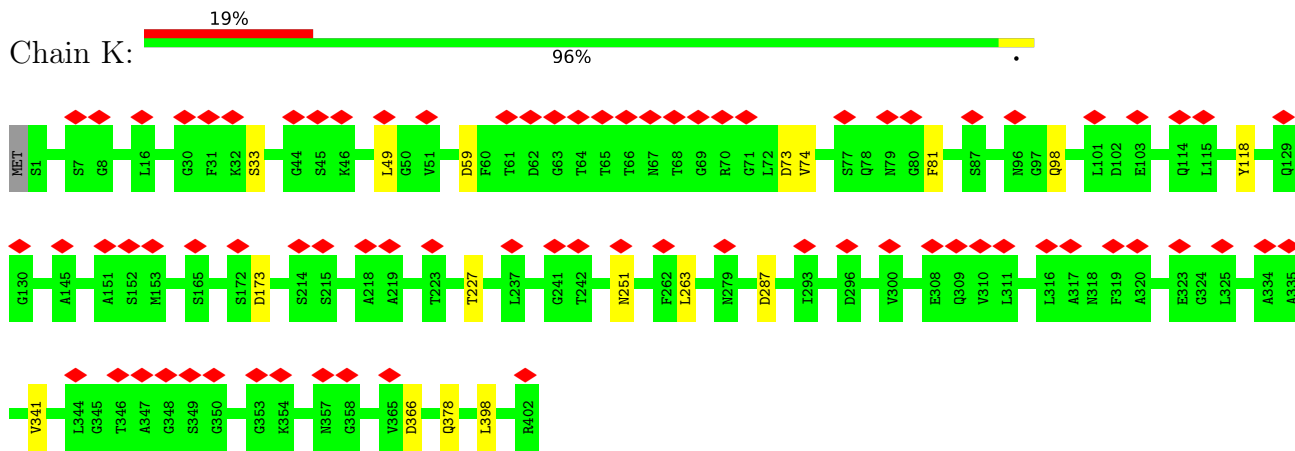 19%
Chain K:
96%
.
MET S1 S7 G8 L16 G30 F31 K32 S33 G44 S45 K46 L49 G50 V51 D59 F60 T61 D62 G63 T64 T65 T66 N67 T68 G69 R70 G71 L72 D73 V74 S77 Q78 N79 G80 F81 S87 N96 G97 Q98 L101 D102 E103 Q114 L115 Y118 Q129
G130 A145 A151 S152 M153 S165 S172 D173 S214 S215 A218 A219 T223 T227 L237 G241 T242 N251 F262 L263 N279 D287 I293 D296 V300 E308 Q309 V310 L311 L316 A317 N318 F319 A320 E323 G324 L325 A334 A335
V341 L344 G345 T346 A347 G348 S349 G350 G353 K354 N357 G358 V365 D366 Q378 L398 R402